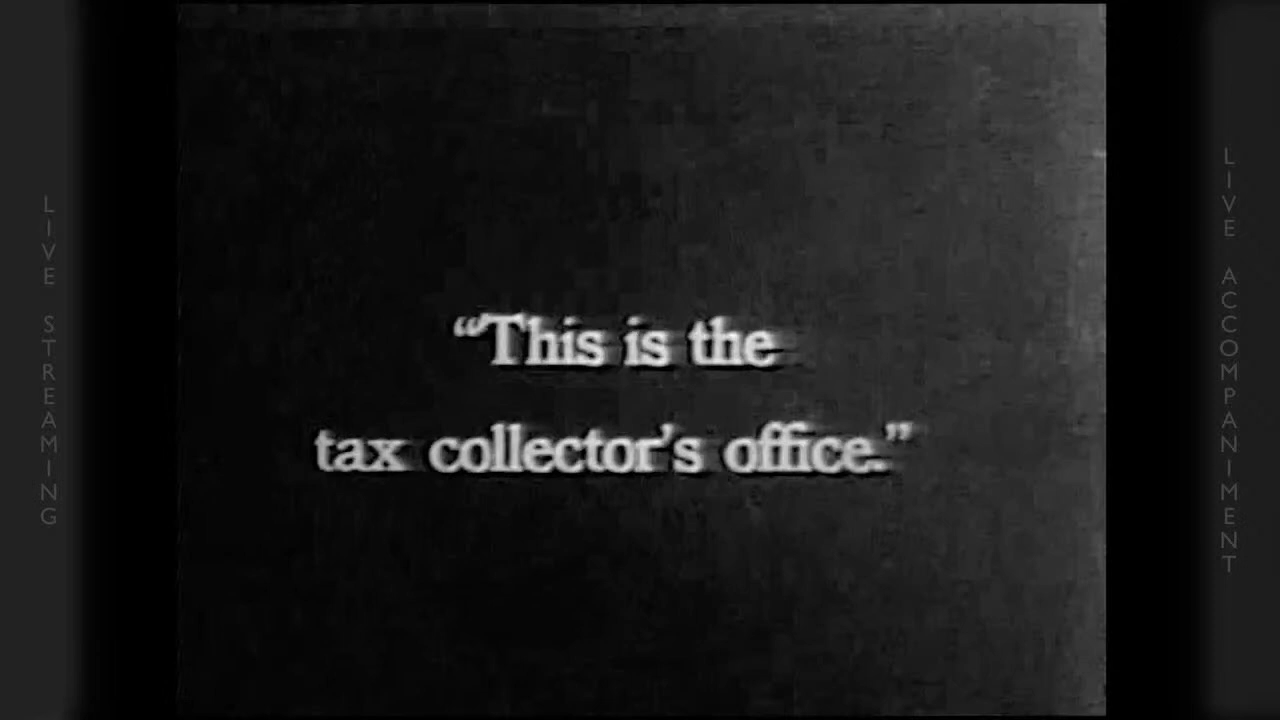 LIVE STREAMING
“This is the
tax collector's office.”
LIVE ACCOMPANIMENT